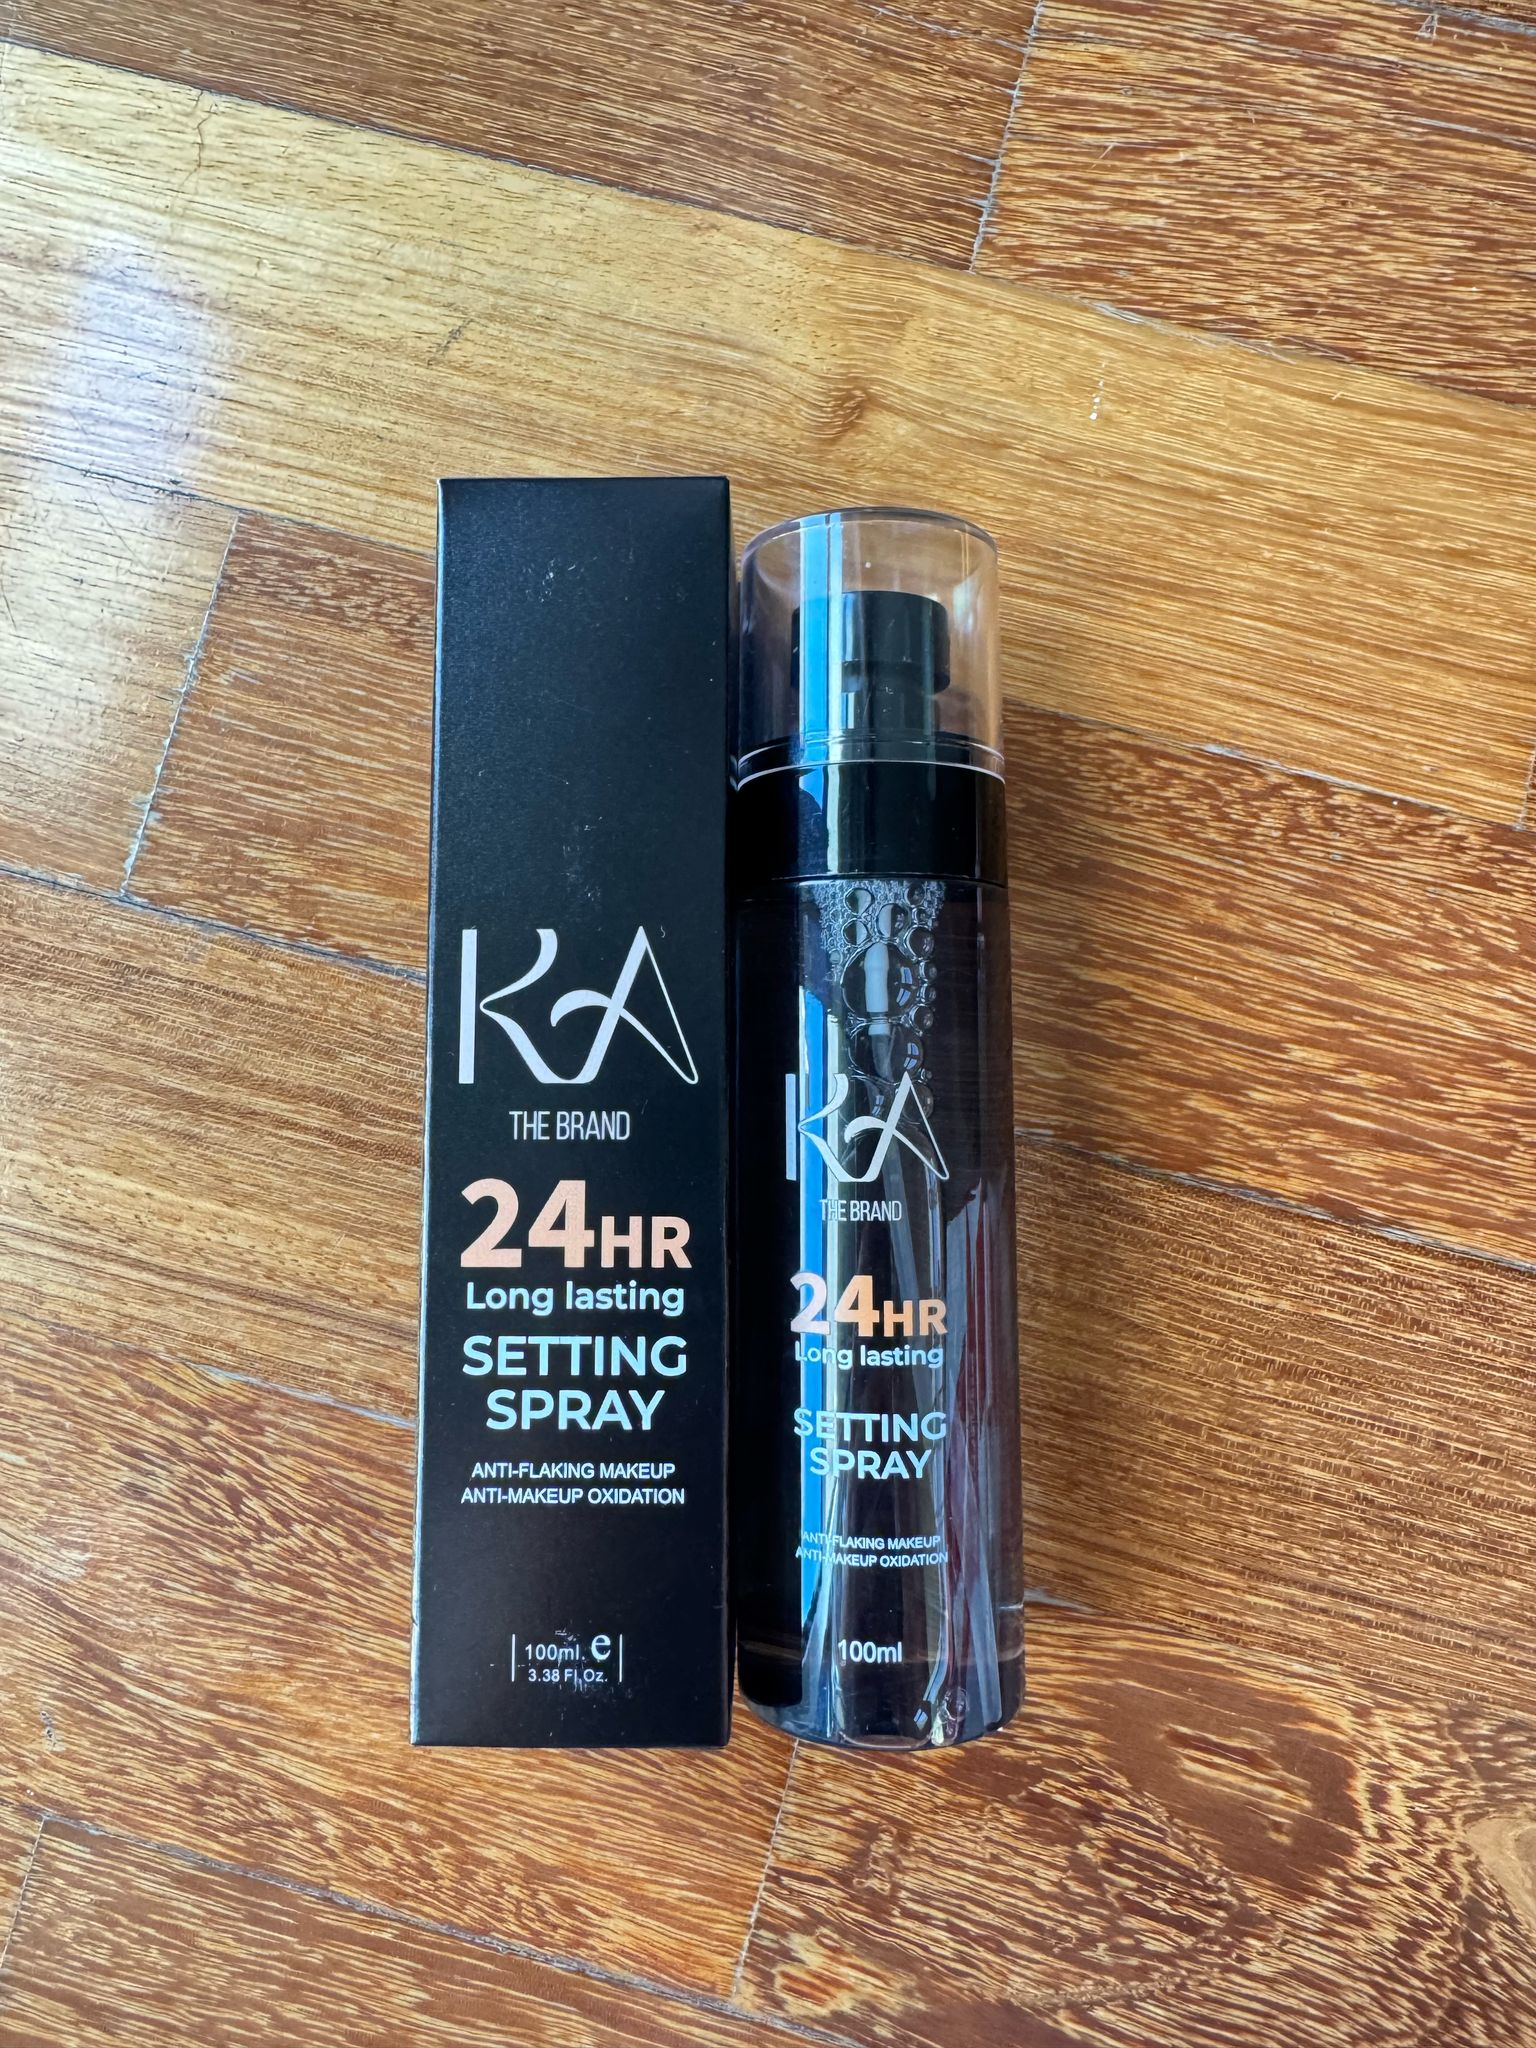 KA
THE BRAND
24HR
Long lasting
SETTING
SPRAY
ANTI-FLAKING MAKEUP
ANTI-MAKEUP OXIDATION
100ml. e
3.38 Fl.Oz.
KA
THE BRAND
24HR
Long lasting
SETTING
SPRAY
ANTI-FLAKING MAKEUP
ANTI-MAKEUP OXIDATION
100ml